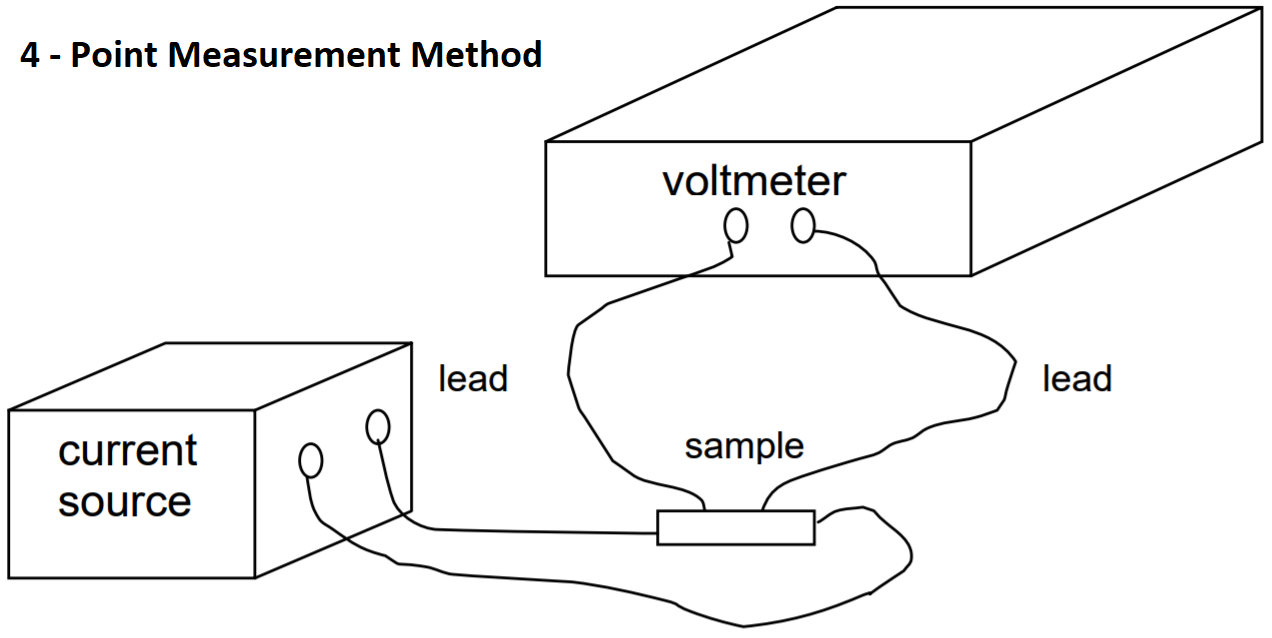 4 - Point Measurement Method
voltmeter
lead
lead
current
source
sample